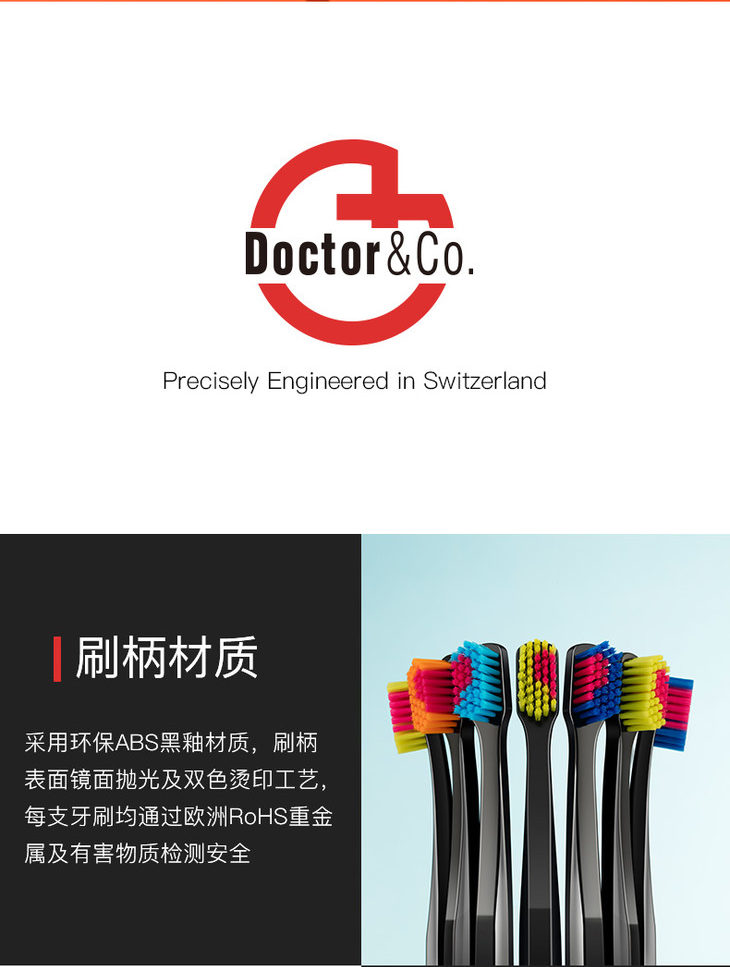 Doctor&Co.
Precisely Engineered in Switzerland
刷柄材质
采用环保ABS黑釉材质，刷柄
表面镜面抛光及双色烫印工艺，
每支牙刷均通过欧洲RoHS重金
属及有害物质检测安全